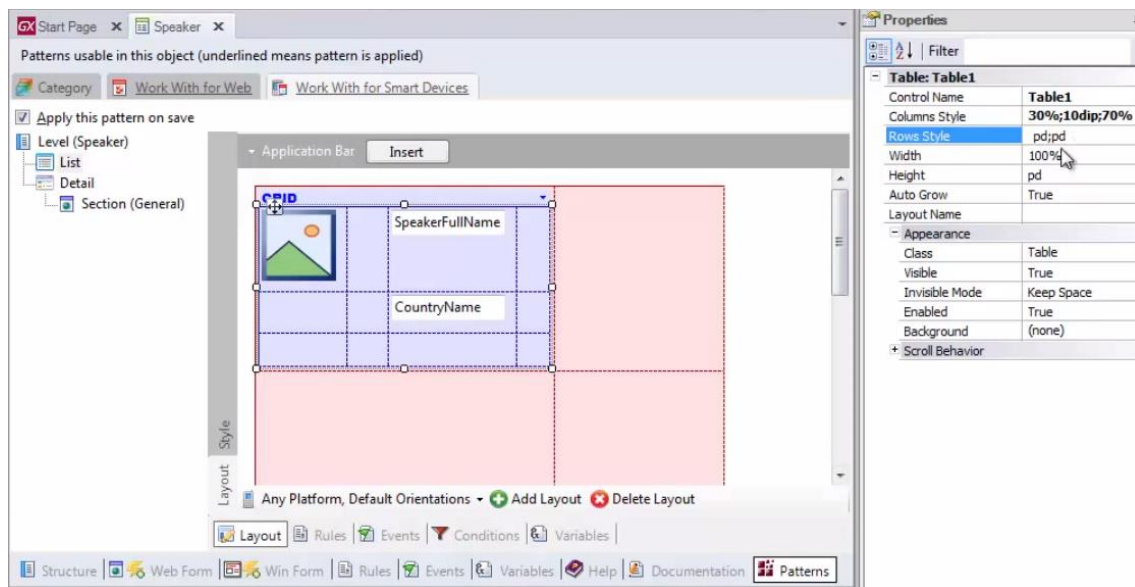 GX Start Page X Speaker X
Patterns usable in this object (underlined means pattern is applied)
Category Work With for Web Work With for Smart Devices
Apply this pattern on save
Level (Speaker)
List
Detail
Section (General)
Application Bar Insert
GRID
SpeakerFullName
CountryName
Style
Layout
Any Platform, Default Orientations Add Layout Delete Layout
Layout Rules Events Conditions Variables
Structure Web Form Win Form Rules Events Variables Help Documentation Patterns
Properties
Filter
Table: Table1
Control Name Table1
Columns Style 30%;10dip;70%
Rows Style pd;pd
Width 100%
Height pd
Auto Grow True
Layout Name
Appearance
Class Table
Visible True
Invisible Mode Keep Space
Enabled True
Background (none)
Scroll Behavior